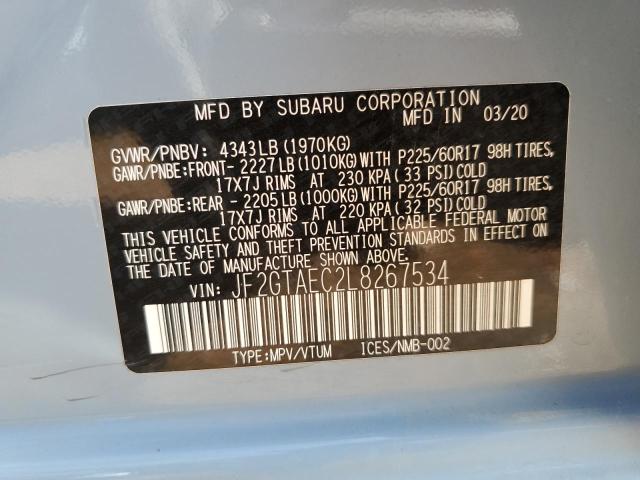 MFD BY SUBARU CORPORATION
MFD IN 03/20
GVWR/PNBV: 4343LB(1970KG)
GAWR/PNBE:FRONT- 2227LB(1010KG)WITH P225/60R17 98H TIRES,
17X7J RIMS AT 230 KPA( 33 PSI)COLD
GAWR/PNBE:REAR - 2205LB(1000KG)WITH P225/60R17 98H TIRES,
17X7J RIMS AT 220 KPA( 32 PSI)COLD
THIS VEHICLE CONFORMS TO ALL APPLICABLE FEDERAL MOTOR
VEHICLE SAFETY AND THEFT PREVENTION STANDARDS IN EFFECT ON
THE DATE OF MANUFACTURE SHOWN ABOVE.
VIN: JF2GTAEC2L8267534
TYPE:MPV/VTUM ICES/NMB-002